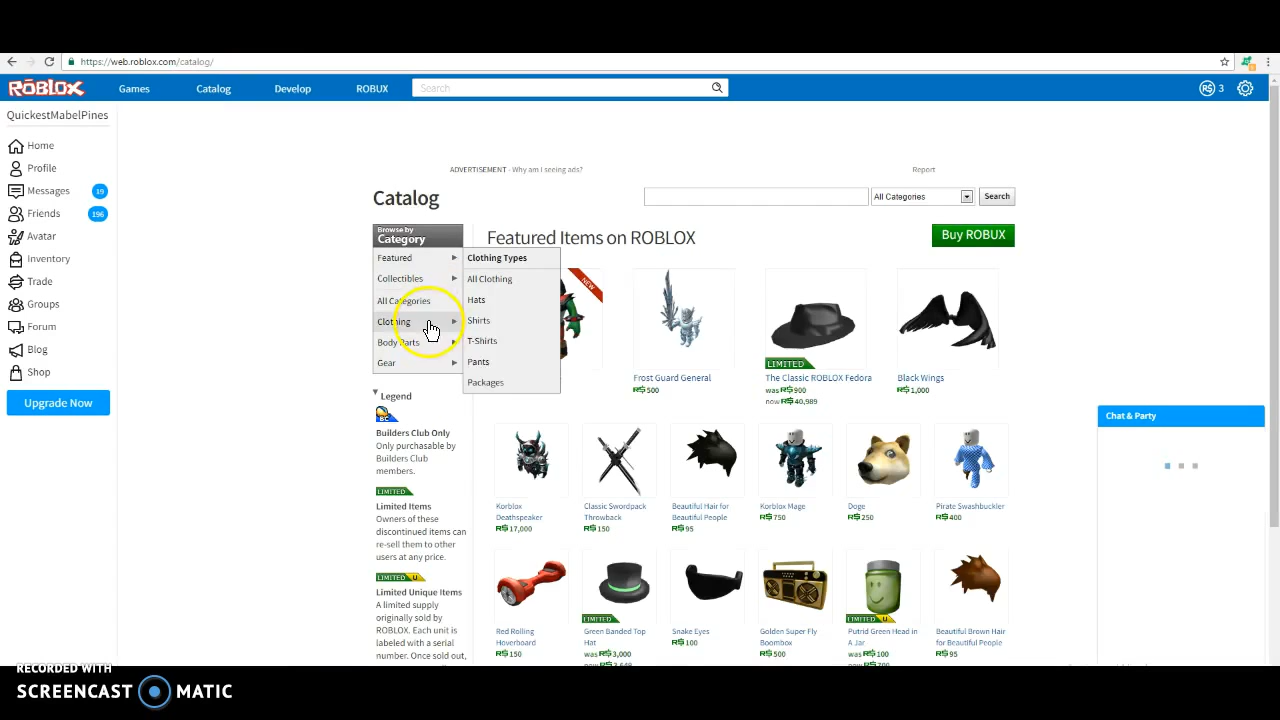 https://web.roblox.com/catalog/
ROBLOX
Games
Catalog
Develop
ROBUX
Search
R$ 3
QuickestMabelPines
Home
Profile
Messages 19
Friends 196
Avatar
Inventory
Trade
Groups
Forum
Blog
Shop
Upgrade Now
ADVERTISEMENT - Why am I seeing ads?
Report
Catalog
All Categories
Search
Browse by
Category
Featured
Collectibles
All Categories
Clothing
Body Parts
Gear
Clothing Types
All Clothing
Hats
Shirts
T-Shirts
Pants
Packages
Featured Items on ROBLOX
Buy ROBUX
NEW
Frost Guard General
R$ 500
LIMITED
The Classic ROBLOX Fedora
was R$ 900
now R$ 40,989
Black Wings
R$ 1,000
Legend
BC
Builders Club Only
Only purchasable by
Builders Club
members.
LIMITED
Limited Items
Owners of these
discontinued items can
re-sell them to other
users at any price.
LIMITED U
Limited Unique Items
A limited supply
originally sold by
ROBLOX. Each unit is
labeled with a serial
number. Once sold out,
Korblox
Deathspeaker
R$ 17,000
Classic Swordpack
Throwback
R$ 150
Beautiful Hair for
Beautiful People
R$ 95
Korblox Mage
R$ 750
Doge
R$ 250
Pirate Swashbuckler
R$ 400
Red Rolling
Hoverboard
R$ 150
LIMITED
Green Banded Top
Hat
was R$ 3,000
Snake Eyes
R$ 100
Golden Super Fly
Boombox
R$ 500
LIMITED U
Putrid Green Head in
A Jar
was R$ 100
Beautiful Brown Hair
for Beautiful People
R$ 95
Chat & Party
RECORDED WITH
SCREENCAST MATIC